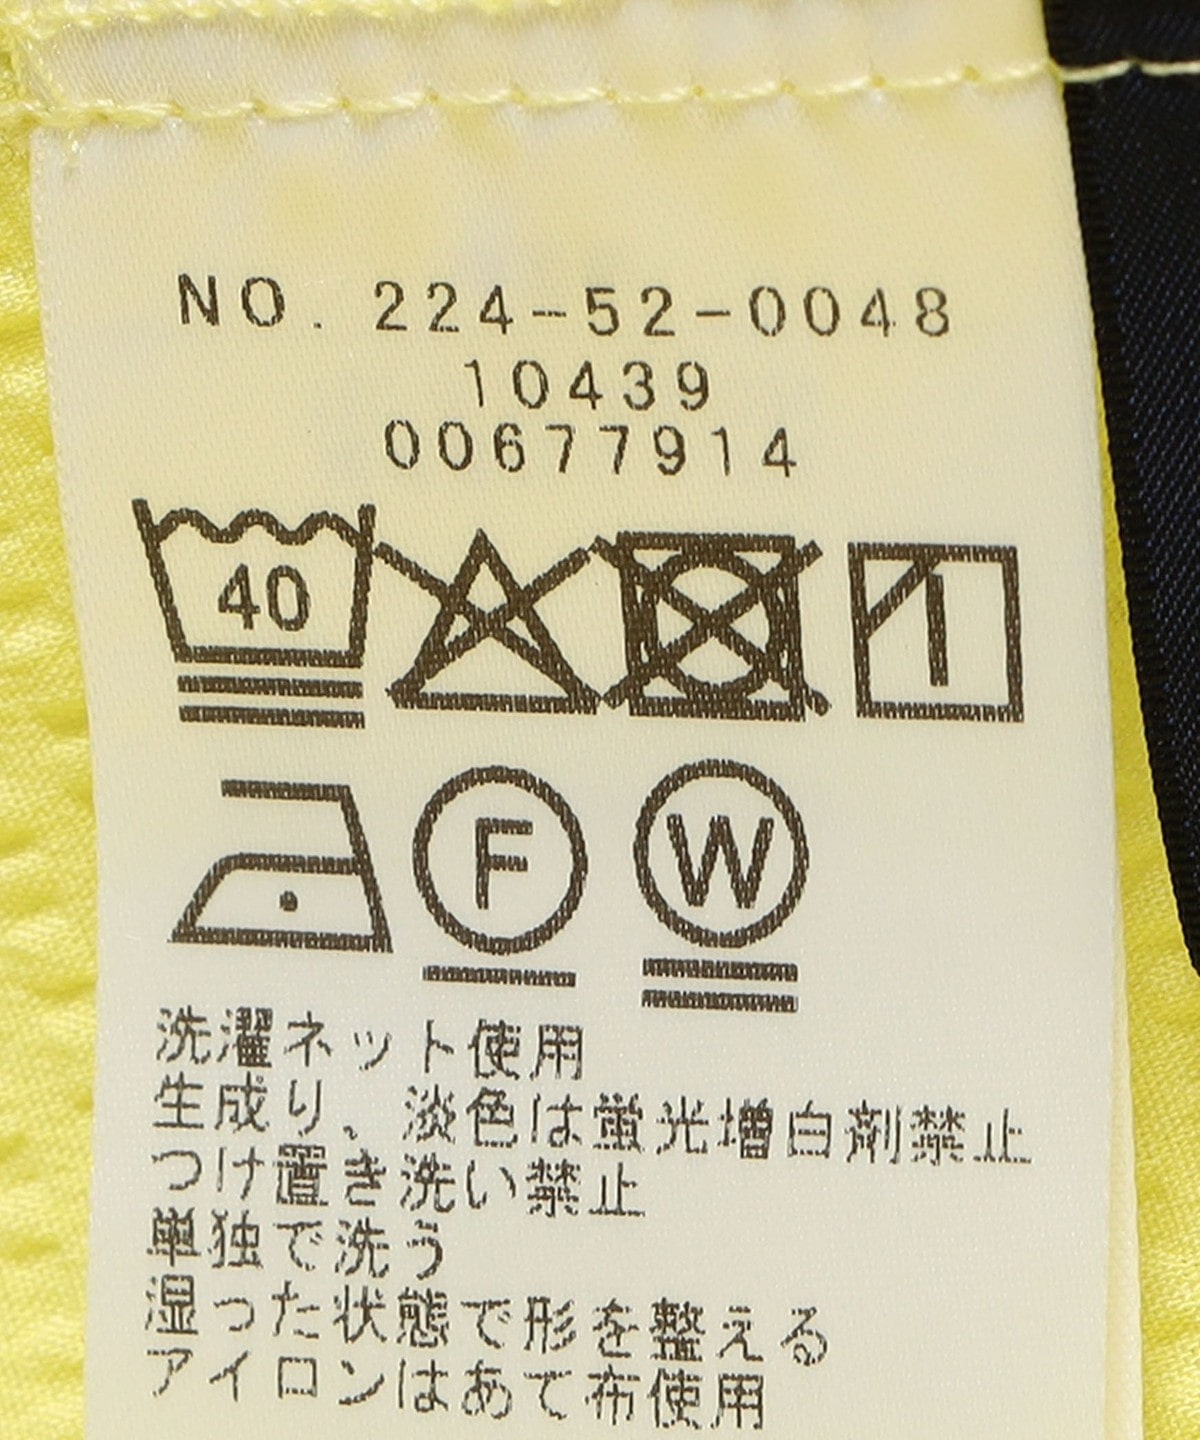 NO. 224-52-0048
10439
00677914
40
F W
洗濯ネット使用
生成り、淡色は蛍光増白剤禁止
つけ置き洗い禁止
単独で洗う
湿った状態で形を整える
アイロンはあて布使用